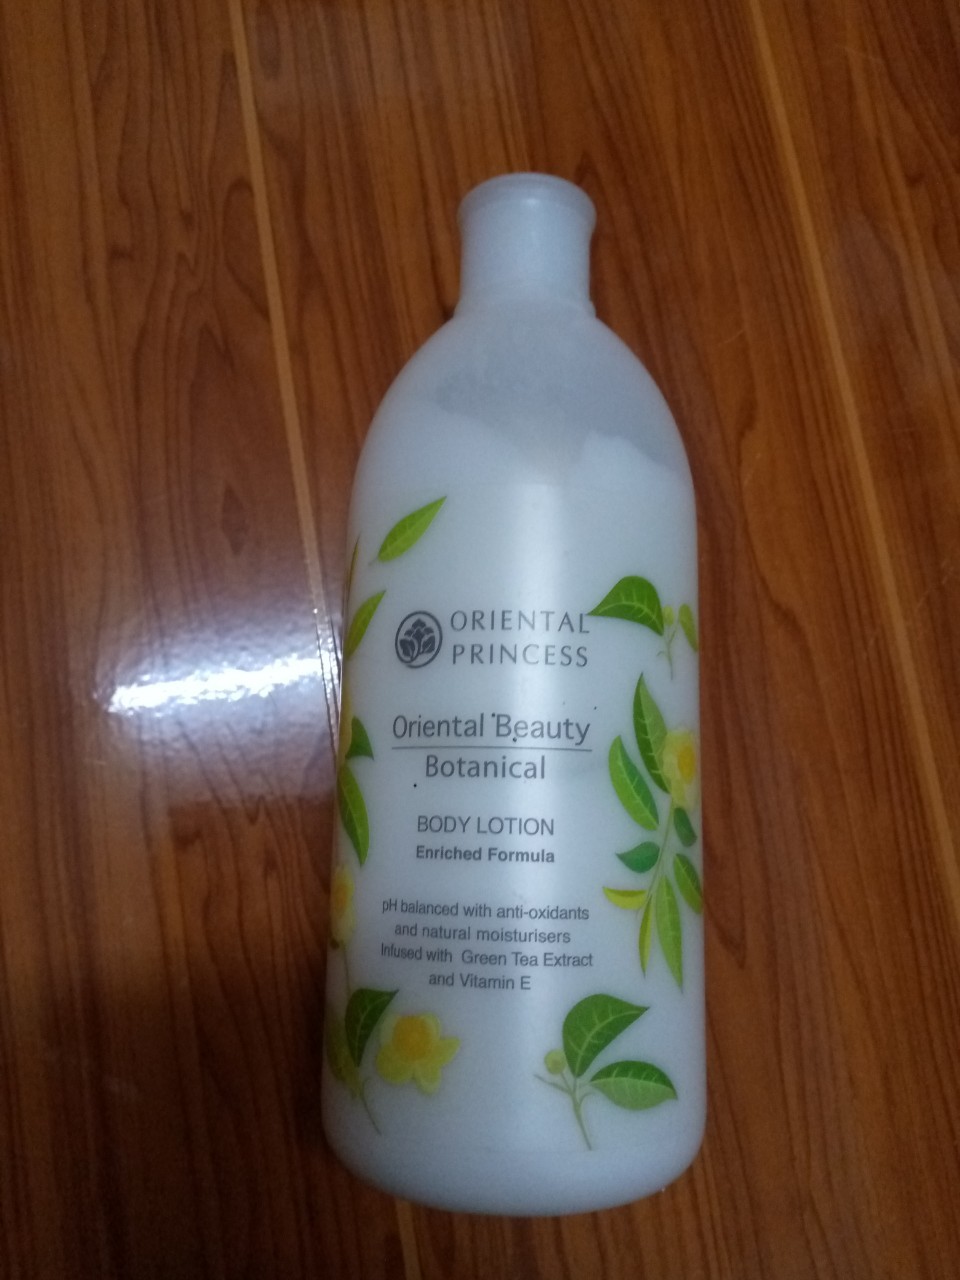 ORIENTAL
PRINCESS
Oriental Beauty
Botanical
BODY LOTION
Enriched Formula
pH balanced with anti-oxidants
and natural moisturisers
Infused with Green Tea Extract
and Vitamin E